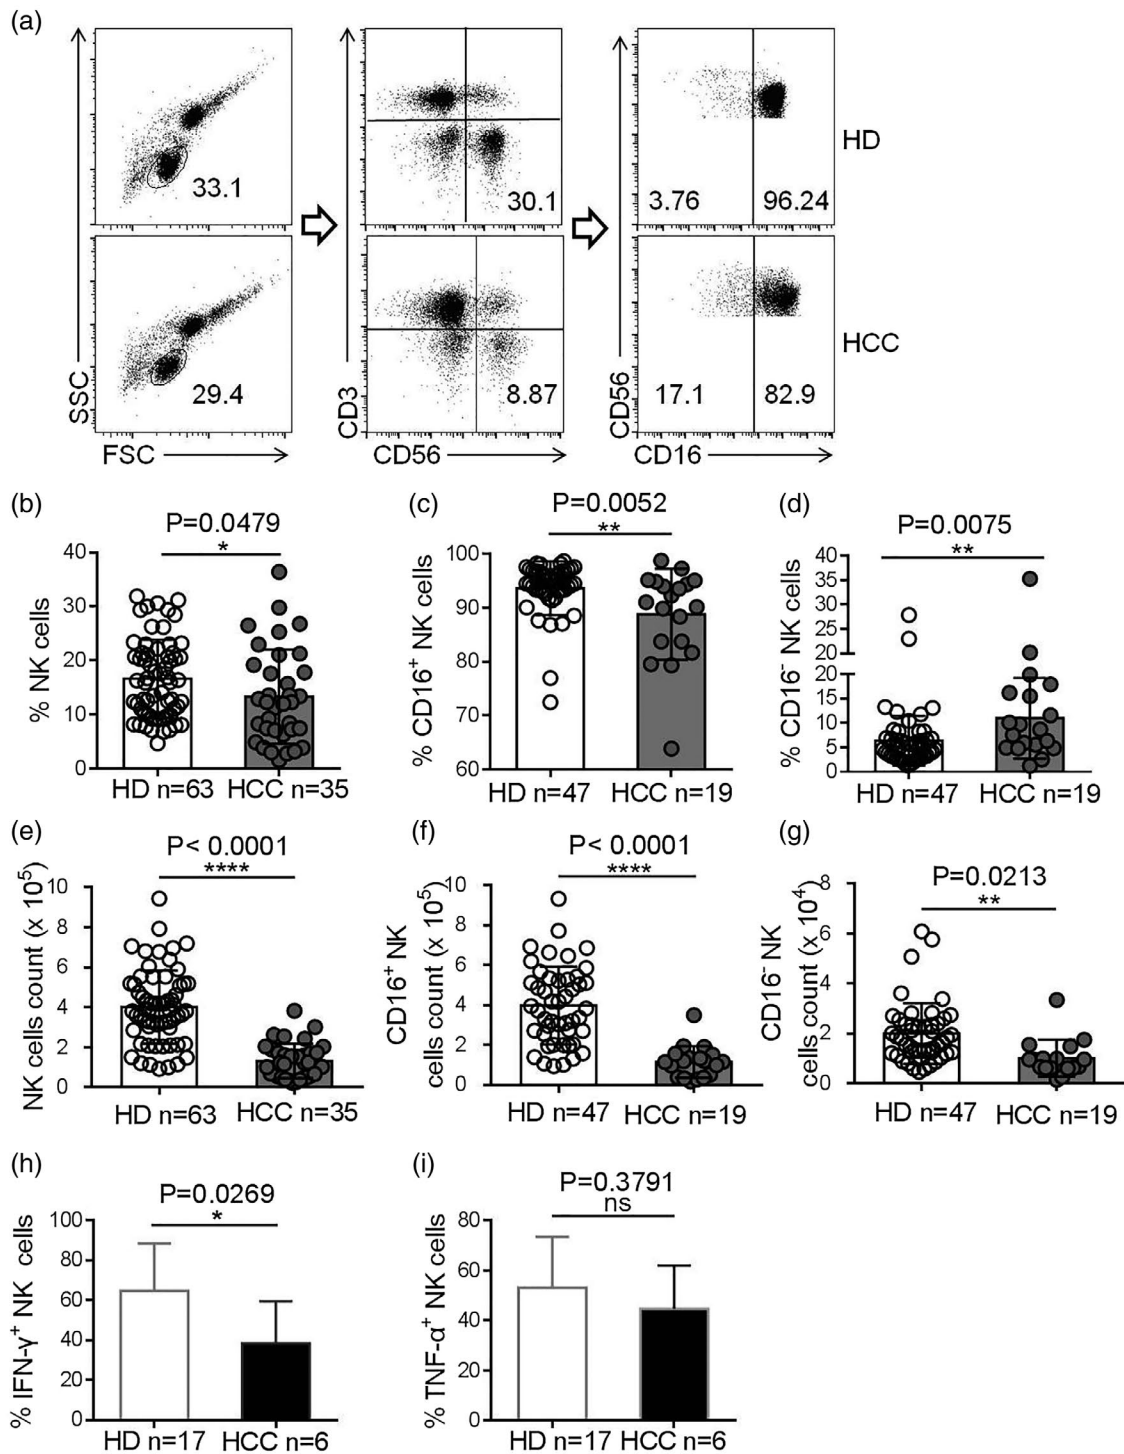 (a)
33.1
30.1
3.76
96.24
HD
29.4
8.87
17.1
82.9
HCC
SSC
FSC
CD3
CD56
CD56
CD16
(b)
P=0.0479
*
% NK cells
40
30
20
10
0
HD n=63
HCC n=35
(c)
P=0.0052
**
% CD16⁺ NK cells
100
90
80
70
60
HD n=47
HCC n=19
(d)
P=0.0075
**
% CD16⁻ NK cells
40
35
30
25
20
20
15
10
5
0
HD n=47
HCC n=19
(e)
P< 0.0001
****
NK cells count (x 10⁵)
10
8
6
4
2
0
HD n=63
HCC n=35
(f)
P< 0.0001
****
CD16⁺ NK
cells count (x 10⁵)
10
8
6
4
2
0
HD n=47
HCC n=19
(g)
P=0.0213
**
CD16⁻ NK
cells count (x 10⁴)
8
6
4
2
0
HD n=47
HCC n=19
(h)
P=0.0269
*
% IFN-γ⁺ NK cells
100
80
60
40
20
0
HD n=17
HCC n=6
(i)
P=0.3791
ns
% TNF-α⁺ NK cells
80
60
40
20
0
HD n=17
HCC n=6